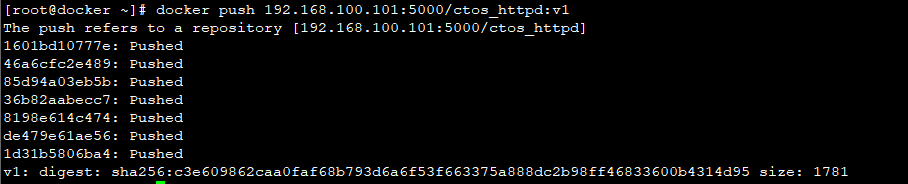 [root@docker ~]# docker push 192.168.100.101:5000/ctos_httpd:v1
The push refers to a repository [192.168.100.101:5000/ctos_httpd]
1601bd10777e: Pushed
46a6cfc2e489: Pushed
85d94a03eb5b: Pushed
36b82aabecc7: Pushed
8198e614c474: Pushed
de479e61ae56: Pushed
1d31b5806ba4: Pushed
v1: digest: sha256:c3e609862caa0faf68b793d6a6f53f663375a888dc2b98ff46833600b4314d95 size: 1781